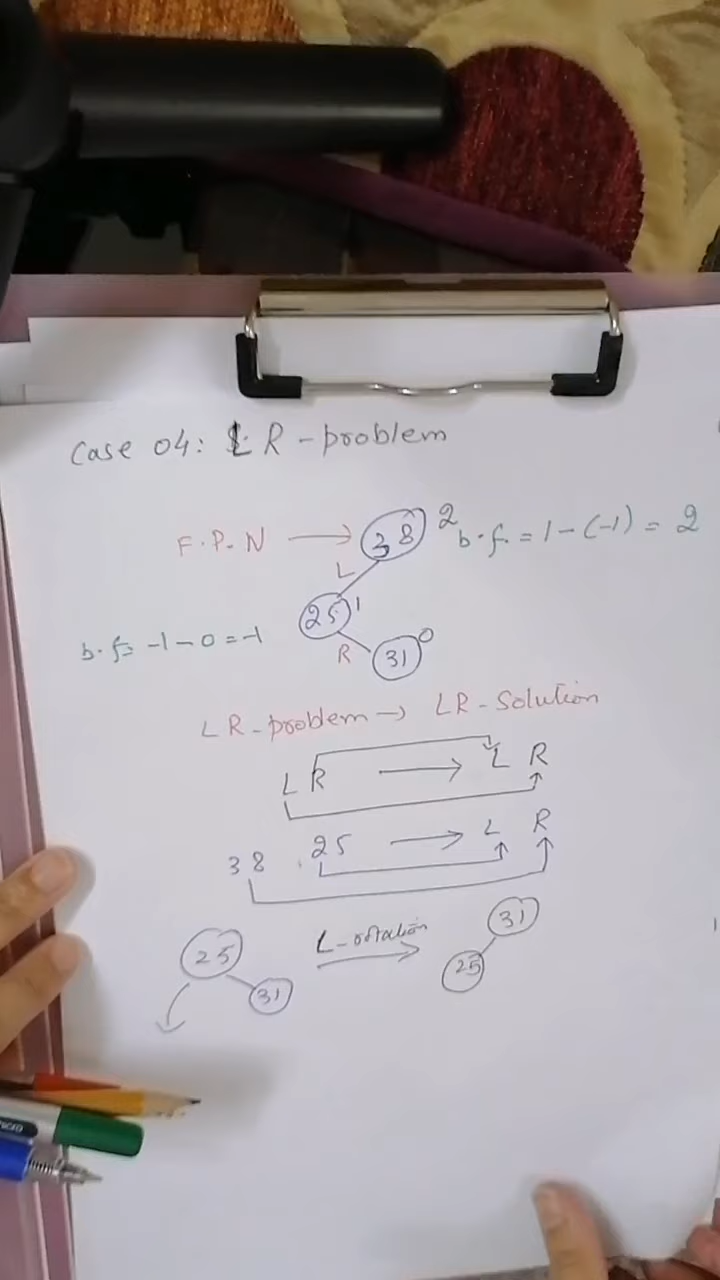 Case 04: LR-problem
F.P.N → 38 2 b.f. = 1-(-1) = 2
L
b.f= -1-0=-1 25 1
R 31 0
LR-problem → LR-Solution
L R → L R
38 25 → L R
25 31 L-rotation 31 25